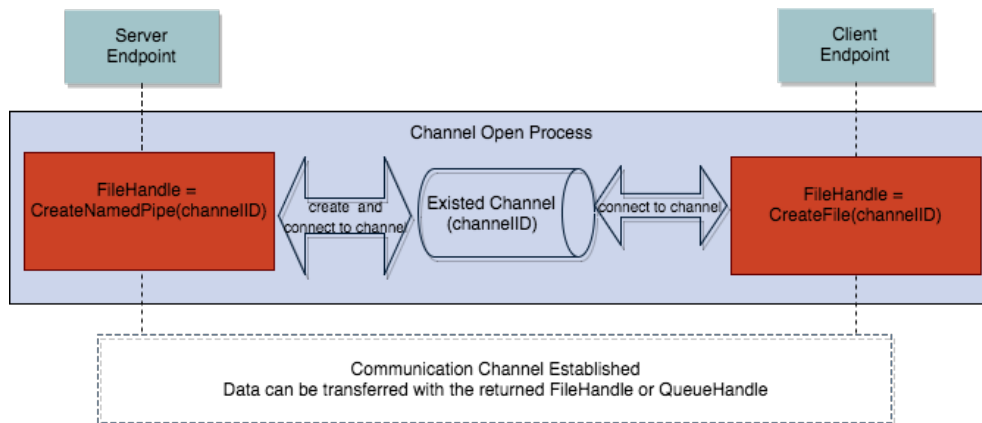 Server
Endpoint
Client
Endpoint
Channel Open Process
FileHandle =
CreateNamedPipe(channelID)
create and
connect to channel
Existed Channel
(channelID)
connect to channel
FileHandle =
CreateFile(channelID)
Communication Channel Established
Data can be transferred with the returned FileHandle or QueueHandle